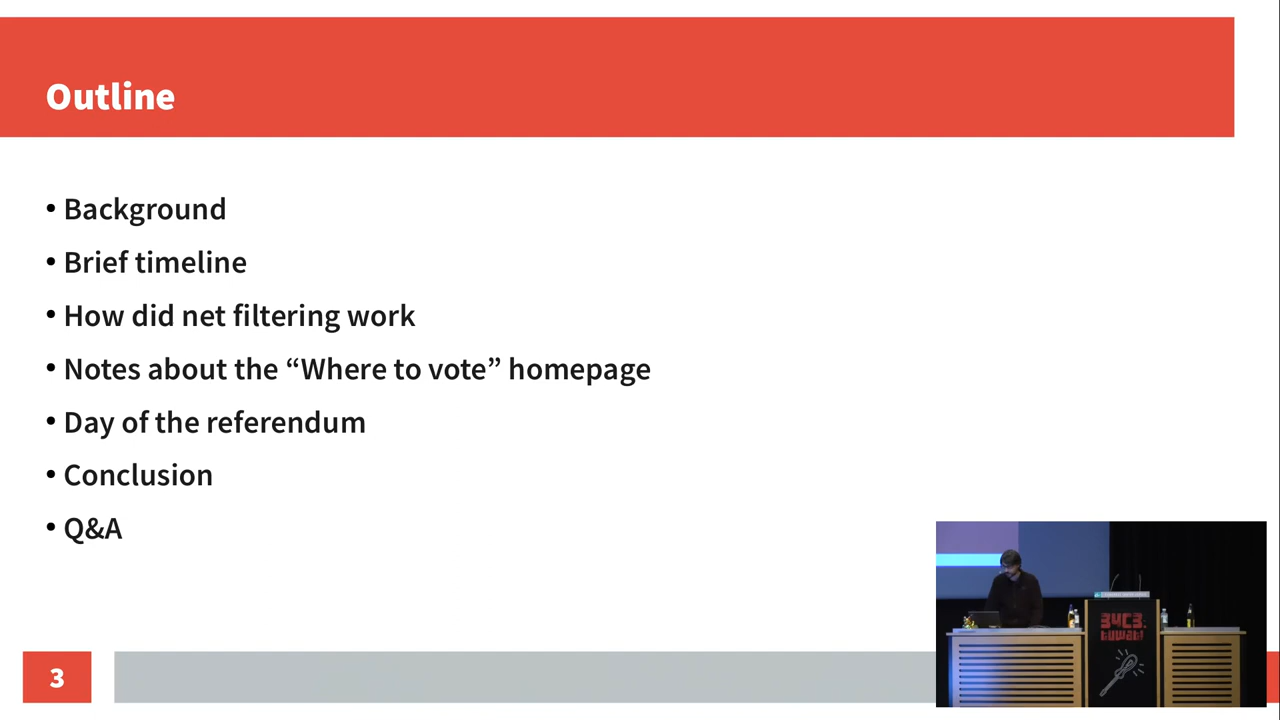 Outline
• Background
• Brief timeline
• How did net filtering work
• Notes about the “Where to vote” homepage
• Day of the referendum
• Conclusion
• Q&A
34C3
tuwat!
3